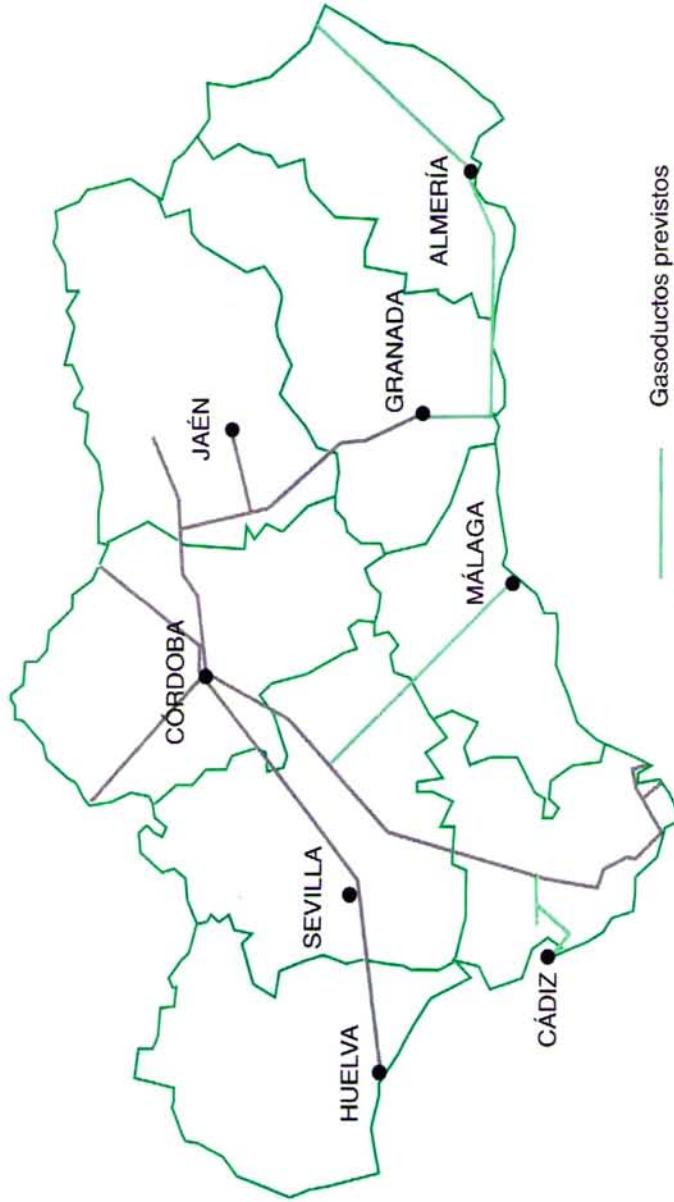 JAÉN
CÓRDOBA
GRANADA
ALMERÍA
SEVILLA
MÁLAGA
HUELVA
CÁDIZ
Gasoductos previstos